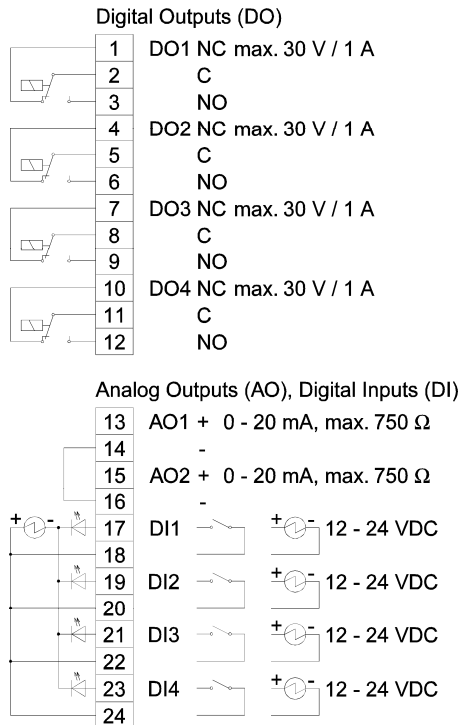 Digital Outputs (DO)
1 DO1 NC max. 30 V / 1 A
2 C
3 NO
4 DO2 NC max. 30 V / 1 A
5 C
6 NO
7 DO3 NC max. 30 V / 1 A
8 C
9 NO
10 DO4 NC max. 30 V / 1 A
11 C
12 NO
Analog Outputs (AO), Digital Inputs (DI)
13 AO1 + 0 - 20 mA, max. 750 Ω
14 -
15 AO2 + 0 - 20 mA, max. 750 Ω
16 -
+ - 17 DI1 + - 12 - 24 VDC
18
19 DI2 + - 12 - 24 VDC
20
21 DI3 + - 12 - 24 VDC
22
23 DI4 + - 12 - 24 VDC
24